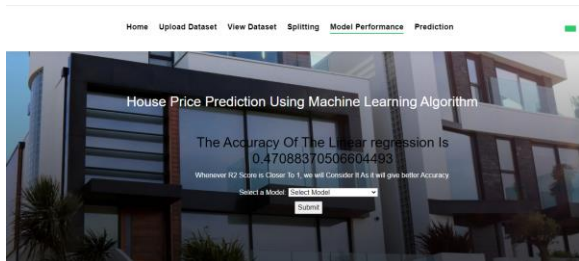 Home Upload Dataset View Dataset Splitting Model Performance Prediction
House Price Prediction Using Machine Learning Algorithm
The Accuracy Of The Linear regression Is
0.47088370506604493
Whenever R2 Score is Closer To 1, we will Consider It As it will give better Accuracy.
Select a Model: Select Model
Submit